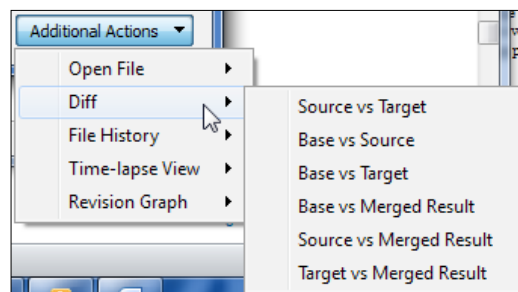 Additional Actions
Open File
Diff
File History
Time-lapse View
Revision Graph
Source vs Target
Base vs Source
Base vs Target
Base vs Merged Result
Source vs Merged Result
Target vs Merged Result